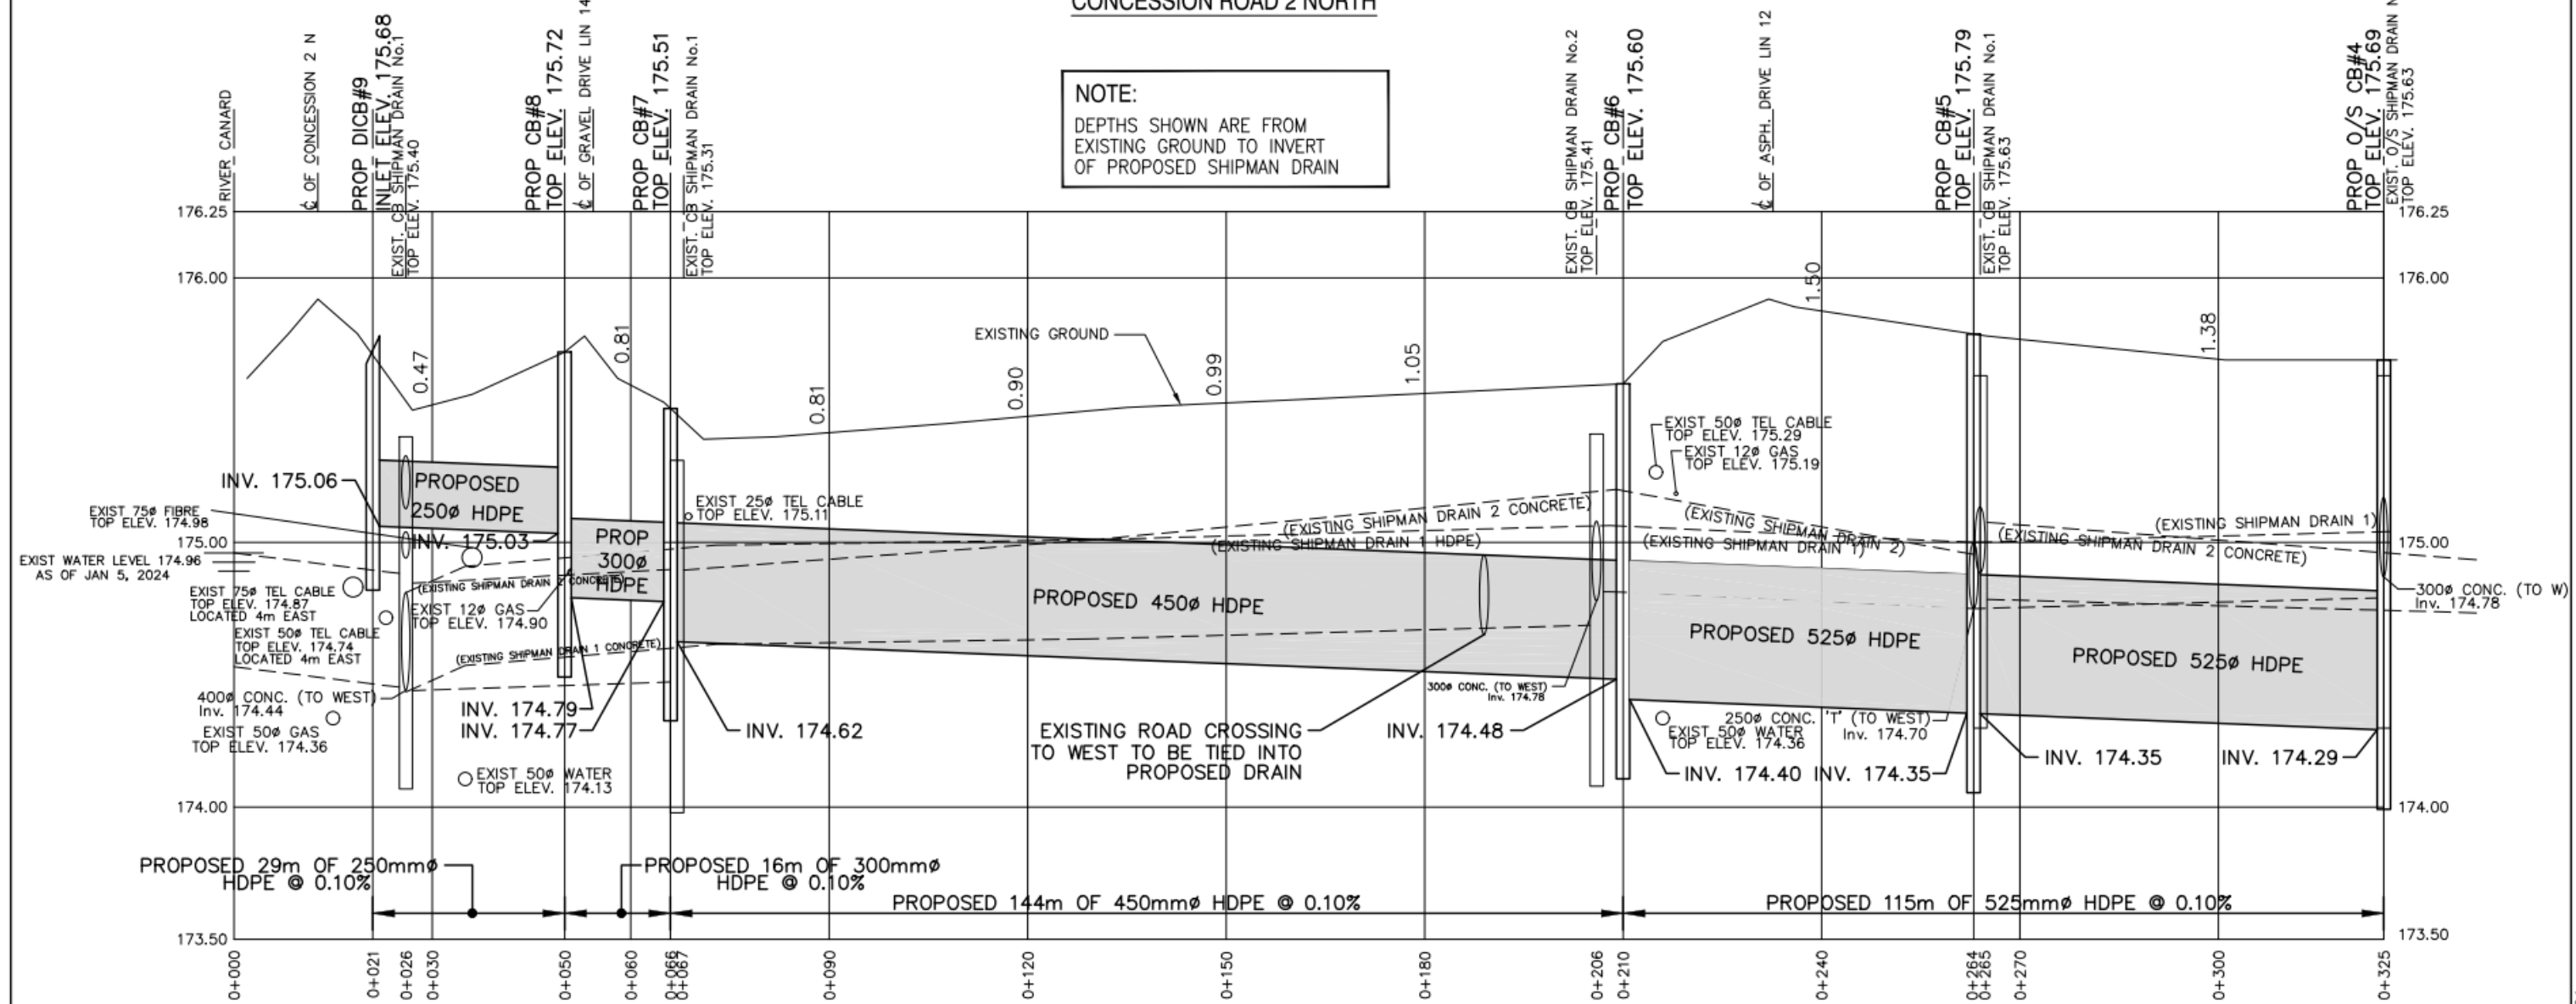 CONCESSION ROAD 2 NORTH
RIVER CANARD
℄ OF CONCESSION 2 N
PROP DICB#9
INLET ELEV. 175.68
EXIST. CB SHIPMAN DRAIN No.1
TOP ELEV. 175.40
PROP CB#8
TOP ELEV. 175.72
℄ OF GRAVEL DRIVE LIN 14
PROP CB#7
TOP ELEV. 175.51
EXIST. CB SHIPMAN DRAIN No.1
TOP ELEV. 175.31
NOTE:
DEPTHS SHOWN ARE FROM
EXISTING GROUND TO INVERT
OF PROPOSED SHIPMAN DRAIN
EXIST. CB SHIPMAN DRAIN No.2
TOP ELEV. 175.41
PROP CB#6
TOP ELEV. 175.60
℄ OF ASPH. DRIVE LIN 12
PROP CB#5
TOP ELEV. 175.79
EXIST. CB SHIPMAN DRAIN No.1
TOP ELEV. 175.63
PROP O/S CB#4
TOP ELEV. 175.69
EXIST. O/S SHIPMAN DRAIN
TOP ELEV. 175.63
176.25
176.25
176.00
176.00
EXISTING GROUND
0.47
0.81
0.81
0.90
0.99
1.05
1.50
1.38
INV. 175.06
PROPOSED
250ø HDPE
INV. 175.03
EXIST 75ø FIBRE
TOP ELEV. 174.98
EXIST WATER LEVEL 174.96
AS OF JAN 5, 2024
175.00
175.00
PROP
300ø
HDPE
EXIST 25ø TEL CABLE
TOP ELEV. 175.11
EXIST 50ø TEL CABLE
TOP ELEV. 175.29
EXIST 12ø GAS
TOP ELEV. 175.19
(EXISTING SHIPMAN DRAIN 2 CONCRETE)
(EXISTING SHIPMAN DRAIN 1 HDPE)
(EXISTING SHIPMAN DRAIN 2)
(EXISTING SHIPMAN DRAIN 1)
(EXISTING SHIPMAN DRAIN 1)
(EXISTING SHIPMAN DRAIN 2 CONCRETE)
EXIST 75ø TEL CABLE
TOP ELEV. 174.87
LOCATED 4m EAST
(EXISTING SHIPMAN DRAIN 2 CONCRETE)
EXIST 12ø GAS
TOP ELEV. 174.90
EXIST 50ø TEL CABLE
TOP ELEV. 174.74
LOCATED 4m EAST
(EXISTING SHIPMAN DRAIN 1 CONCRETE)
PROPOSED 450ø HDPE
PROPOSED 525ø HDPE
PROPOSED 525ø HDPE
300ø CONC. (TO W)
Inv. 174.78
400ø CONC. (TO WEST)
Inv. 174.44
EXIST 50ø GAS
TOP ELEV. 174.36
INV. 174.79
INV. 174.77
INV. 174.62
EXIST 50ø WATER
TOP ELEV. 174.13
300ø CONC. (TO WEST)
Inv. 174.78
EXISTING ROAD CROSSING
TO WEST TO BE TIED INTO
PROPOSED DRAIN
INV. 174.48
250ø CONC. 'T' (TO WEST)
Inv. 174.70
EXIST 50ø WATER
TOP ELEV. 174.36
INV. 174.40
INV. 174.35
INV. 174.35
INV. 174.29
174.00
174.00
PROPOSED 29m OF 250mmø
HDPE @ 0.10%
PROPOSED 16m OF 300mmø
HDPE @ 0.10%
PROPOSED 144m OF 450mmø HDPE @ 0.10%
PROPOSED 115m OF 525mmø HDPE @ 0.10%
173.50
173.50
0+000
0+021
0+026
0+030
0+050
0+060
0+066
0+067
0+090
0+120
0+150
0+180
0+206
0+210
0+240
0+264
0+265
0+270
0+300
0+325